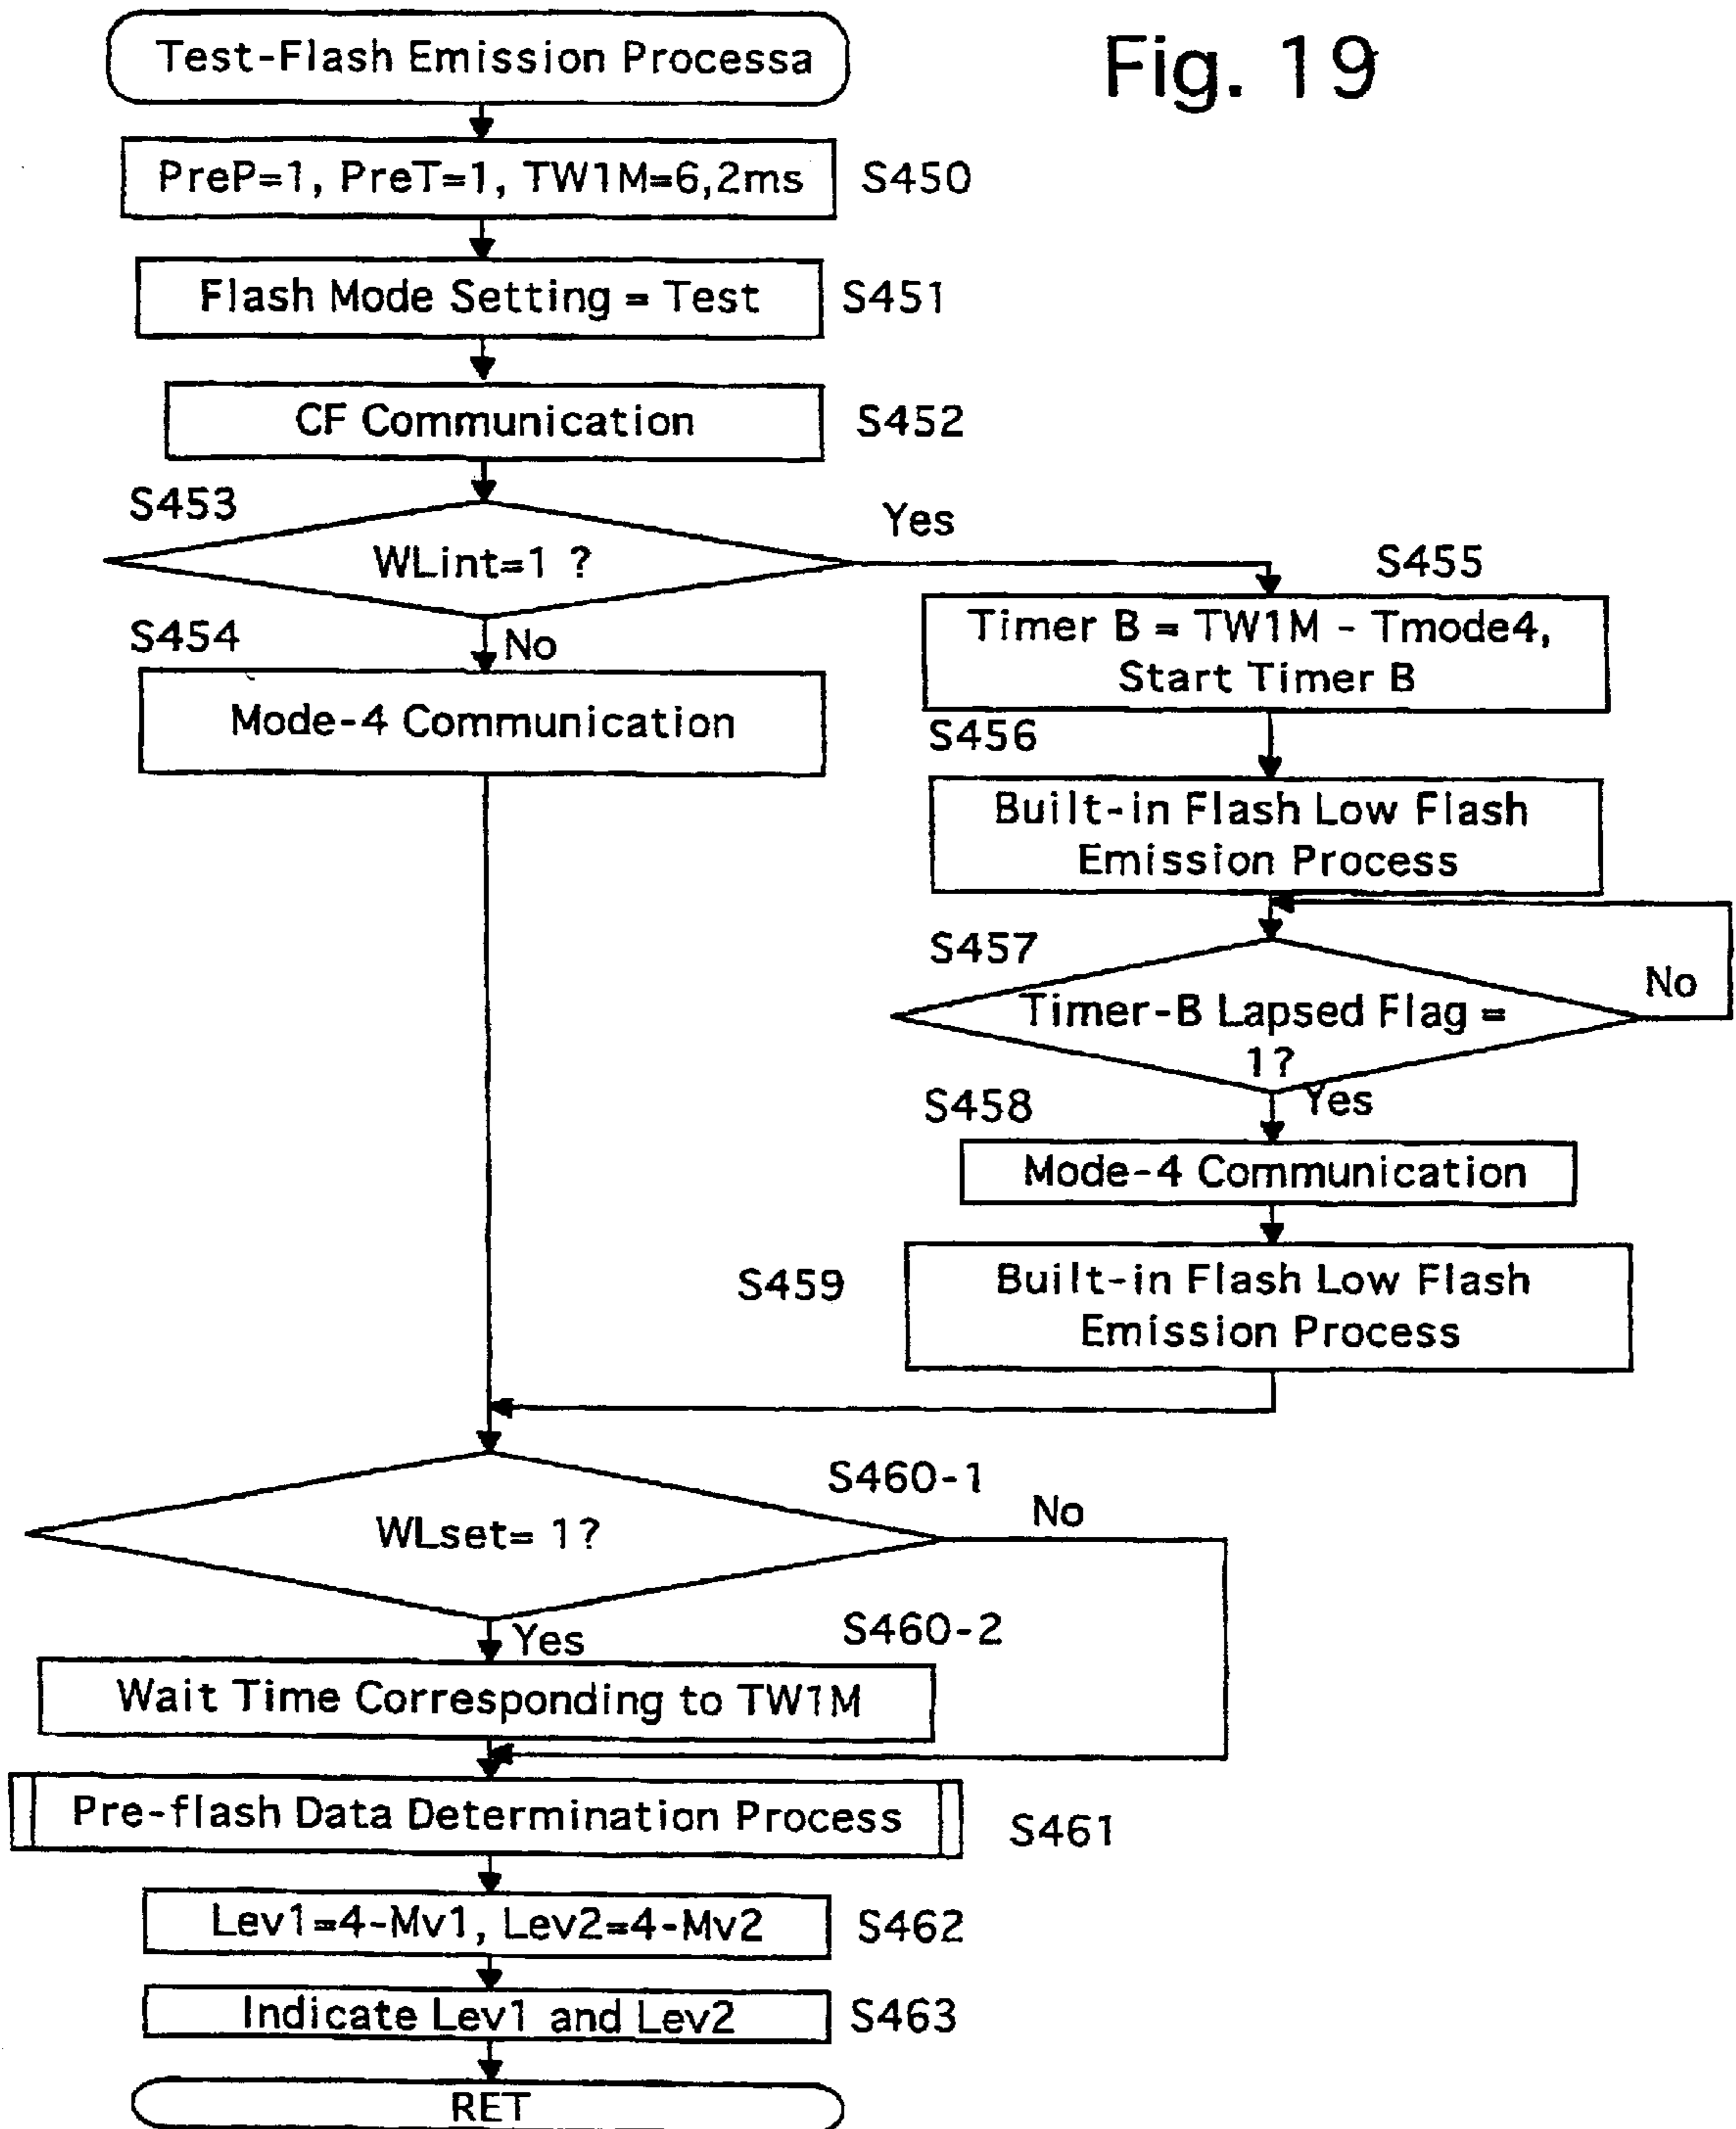 Fig. 19
Test-Flash Emission Processa
PreP=1, PreT=1, TW1M=6,2ms
S450
Flash Mode Setting = Test
S451
CF Communication
S452
S453
WLint=1 ?
Yes
No
S454
Mode-4 Communication
S455
Timer B = TW1M - Tmode4,
Start Timer B
S456
Built-in Flash Low Flash
Emission Process
S457
Timer-B Lapsed Flag =
1?
No
Yes
S458
Mode-4 Communication
S459
Built-in Flash Low Flash
Emission Process
S460-1
WLset= 1?
No
Yes
S460-2
Wait Time Corresponding to TW1M
Pre-flash Data Determination Process
S461
Lev1=4-Mv1, Lev2=4-Mv2
S462
Indicate Lev1 and Lev2
S463
RET